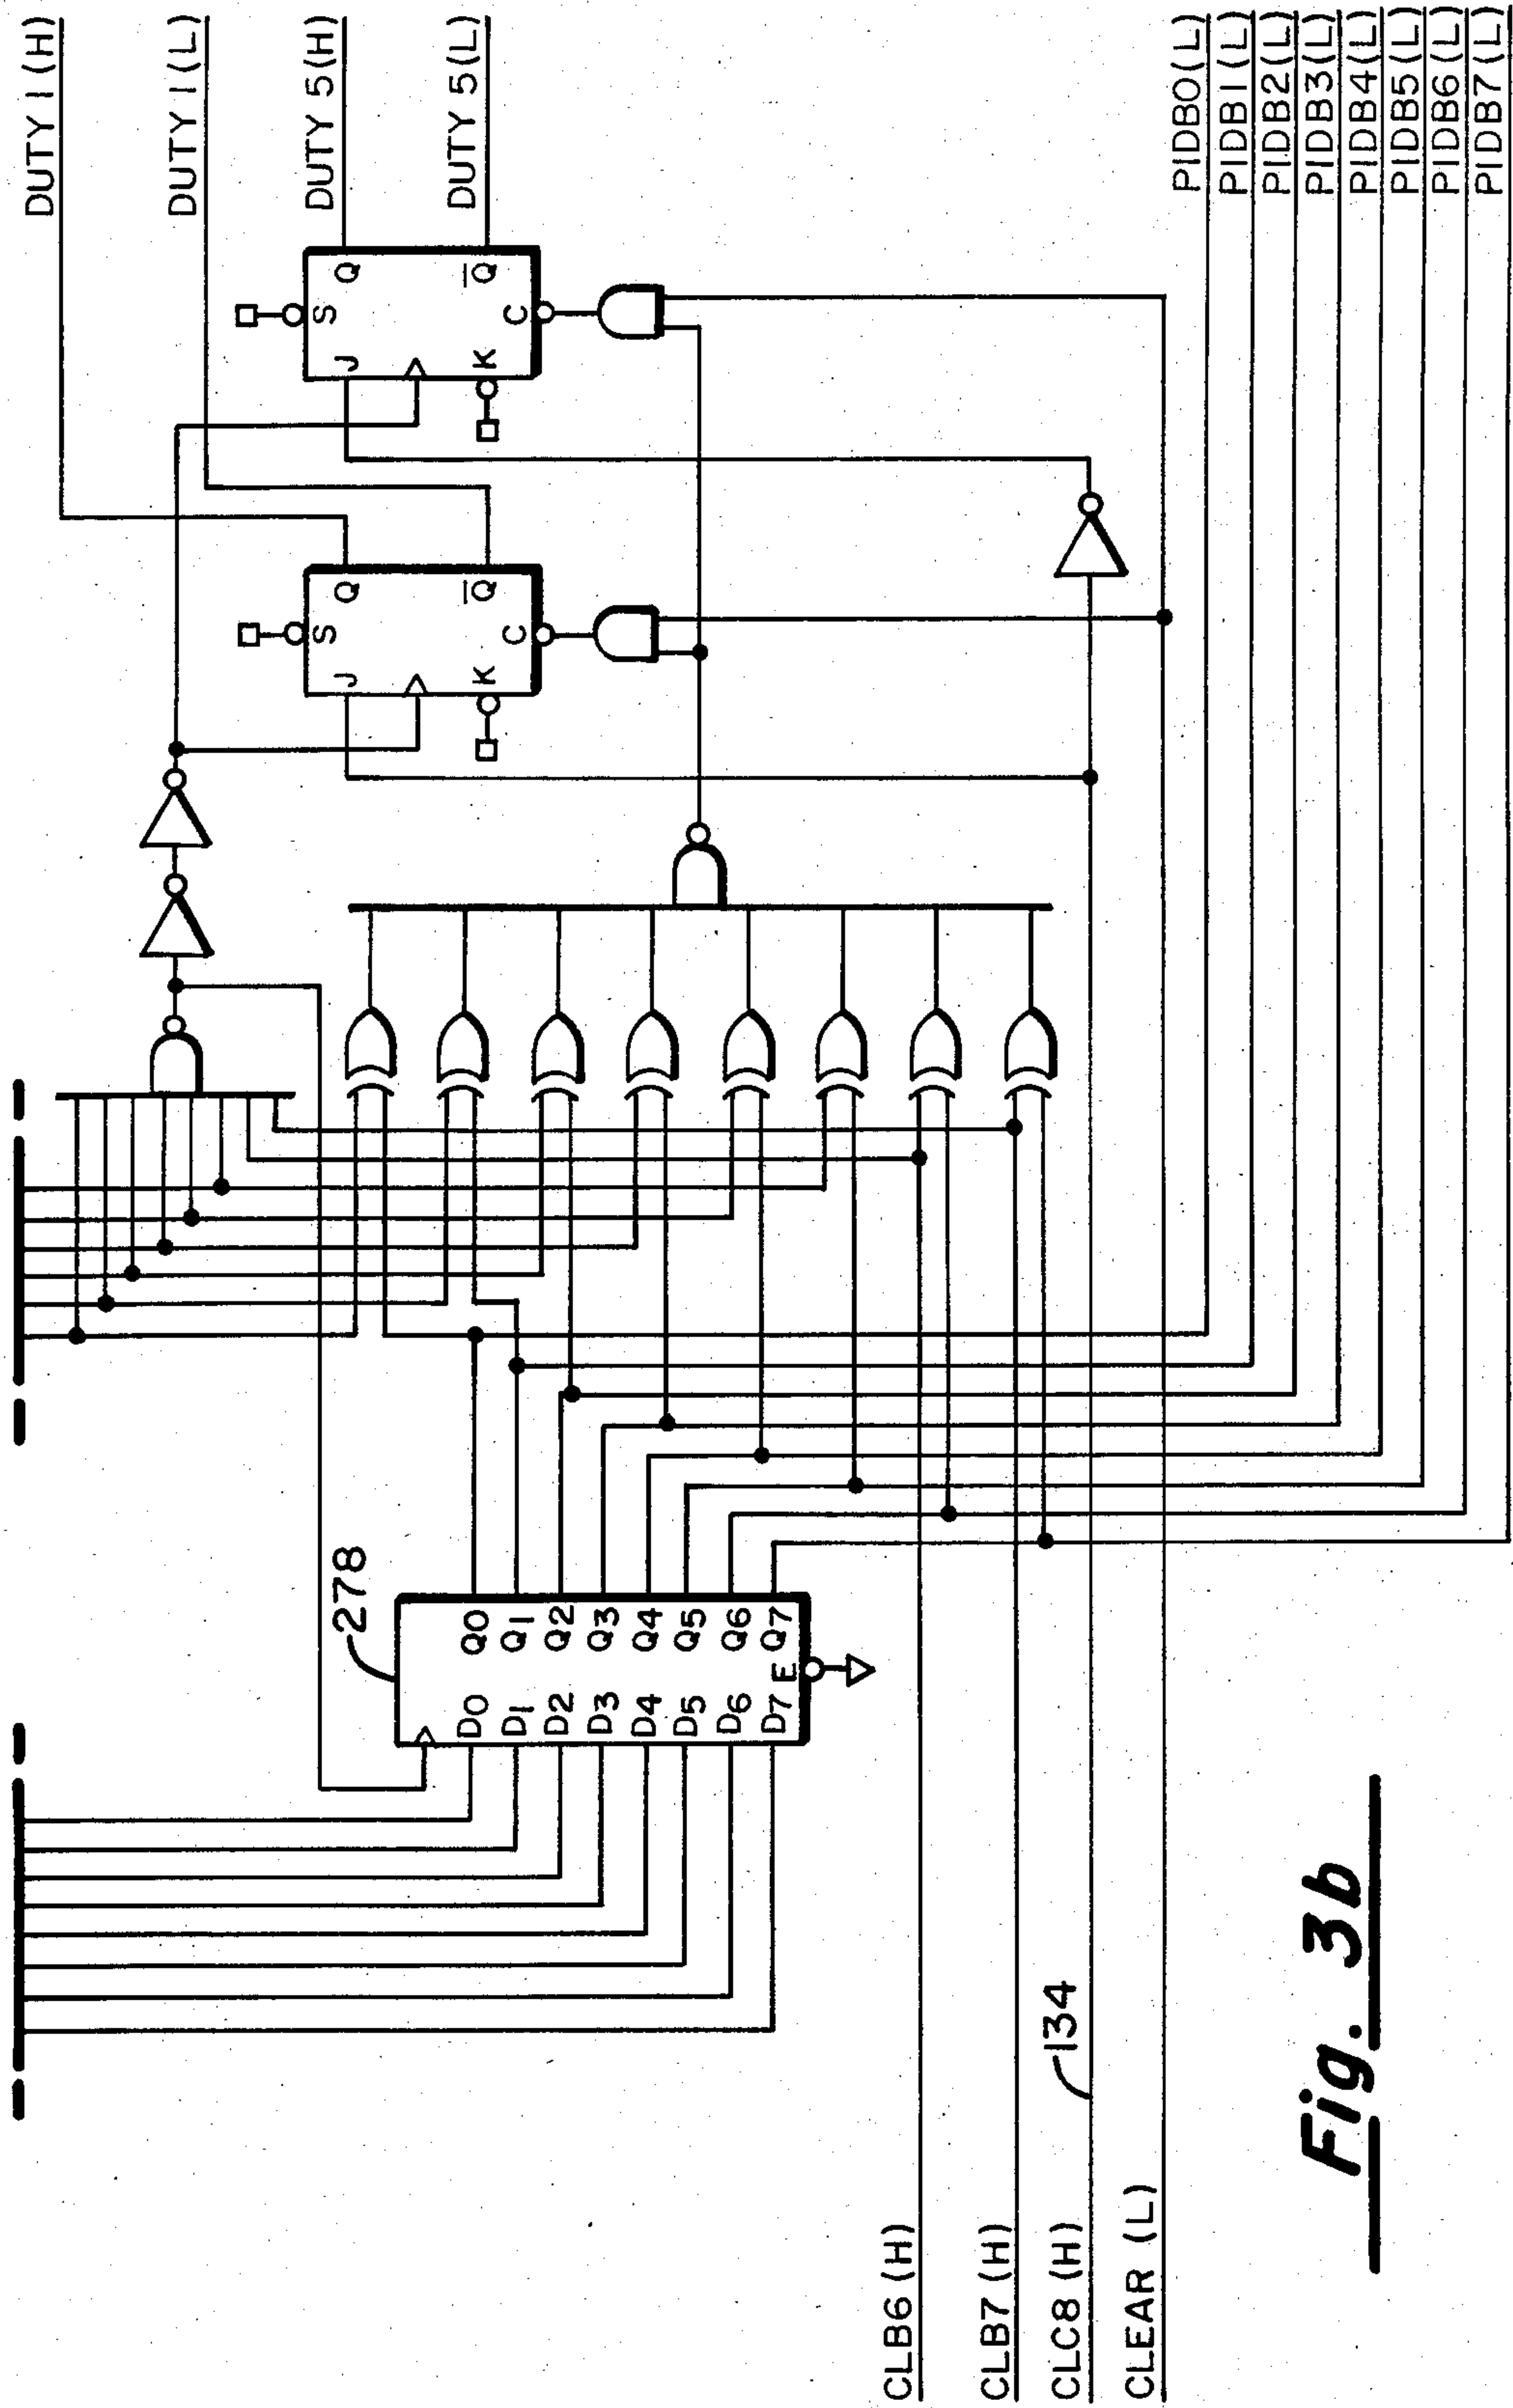 DUTY 1 (H)
DUTY 1 (L)
DUTY 5 (H)
DUTY 5 (L)
S
J
Q
K
C
Q̅
S
J
Q
K
C
Q̅
278
D0 Q0
D1 Q1
D2 Q2
D3 Q3
D4 Q4
D5 Q5
D6 Q6
D7 E Q7
CLB6 (H)
CLB7 (H)
CLC8 (H)
134
CLEAR (L)
PIDB0 (L)
PIDB1 (L)
PIDB2 (L)
PIDB3 (L)
PIDB4 (L)
PIDB5 (L)
PIDB6 (L)
PIDB7 (L)
Fig. 3b